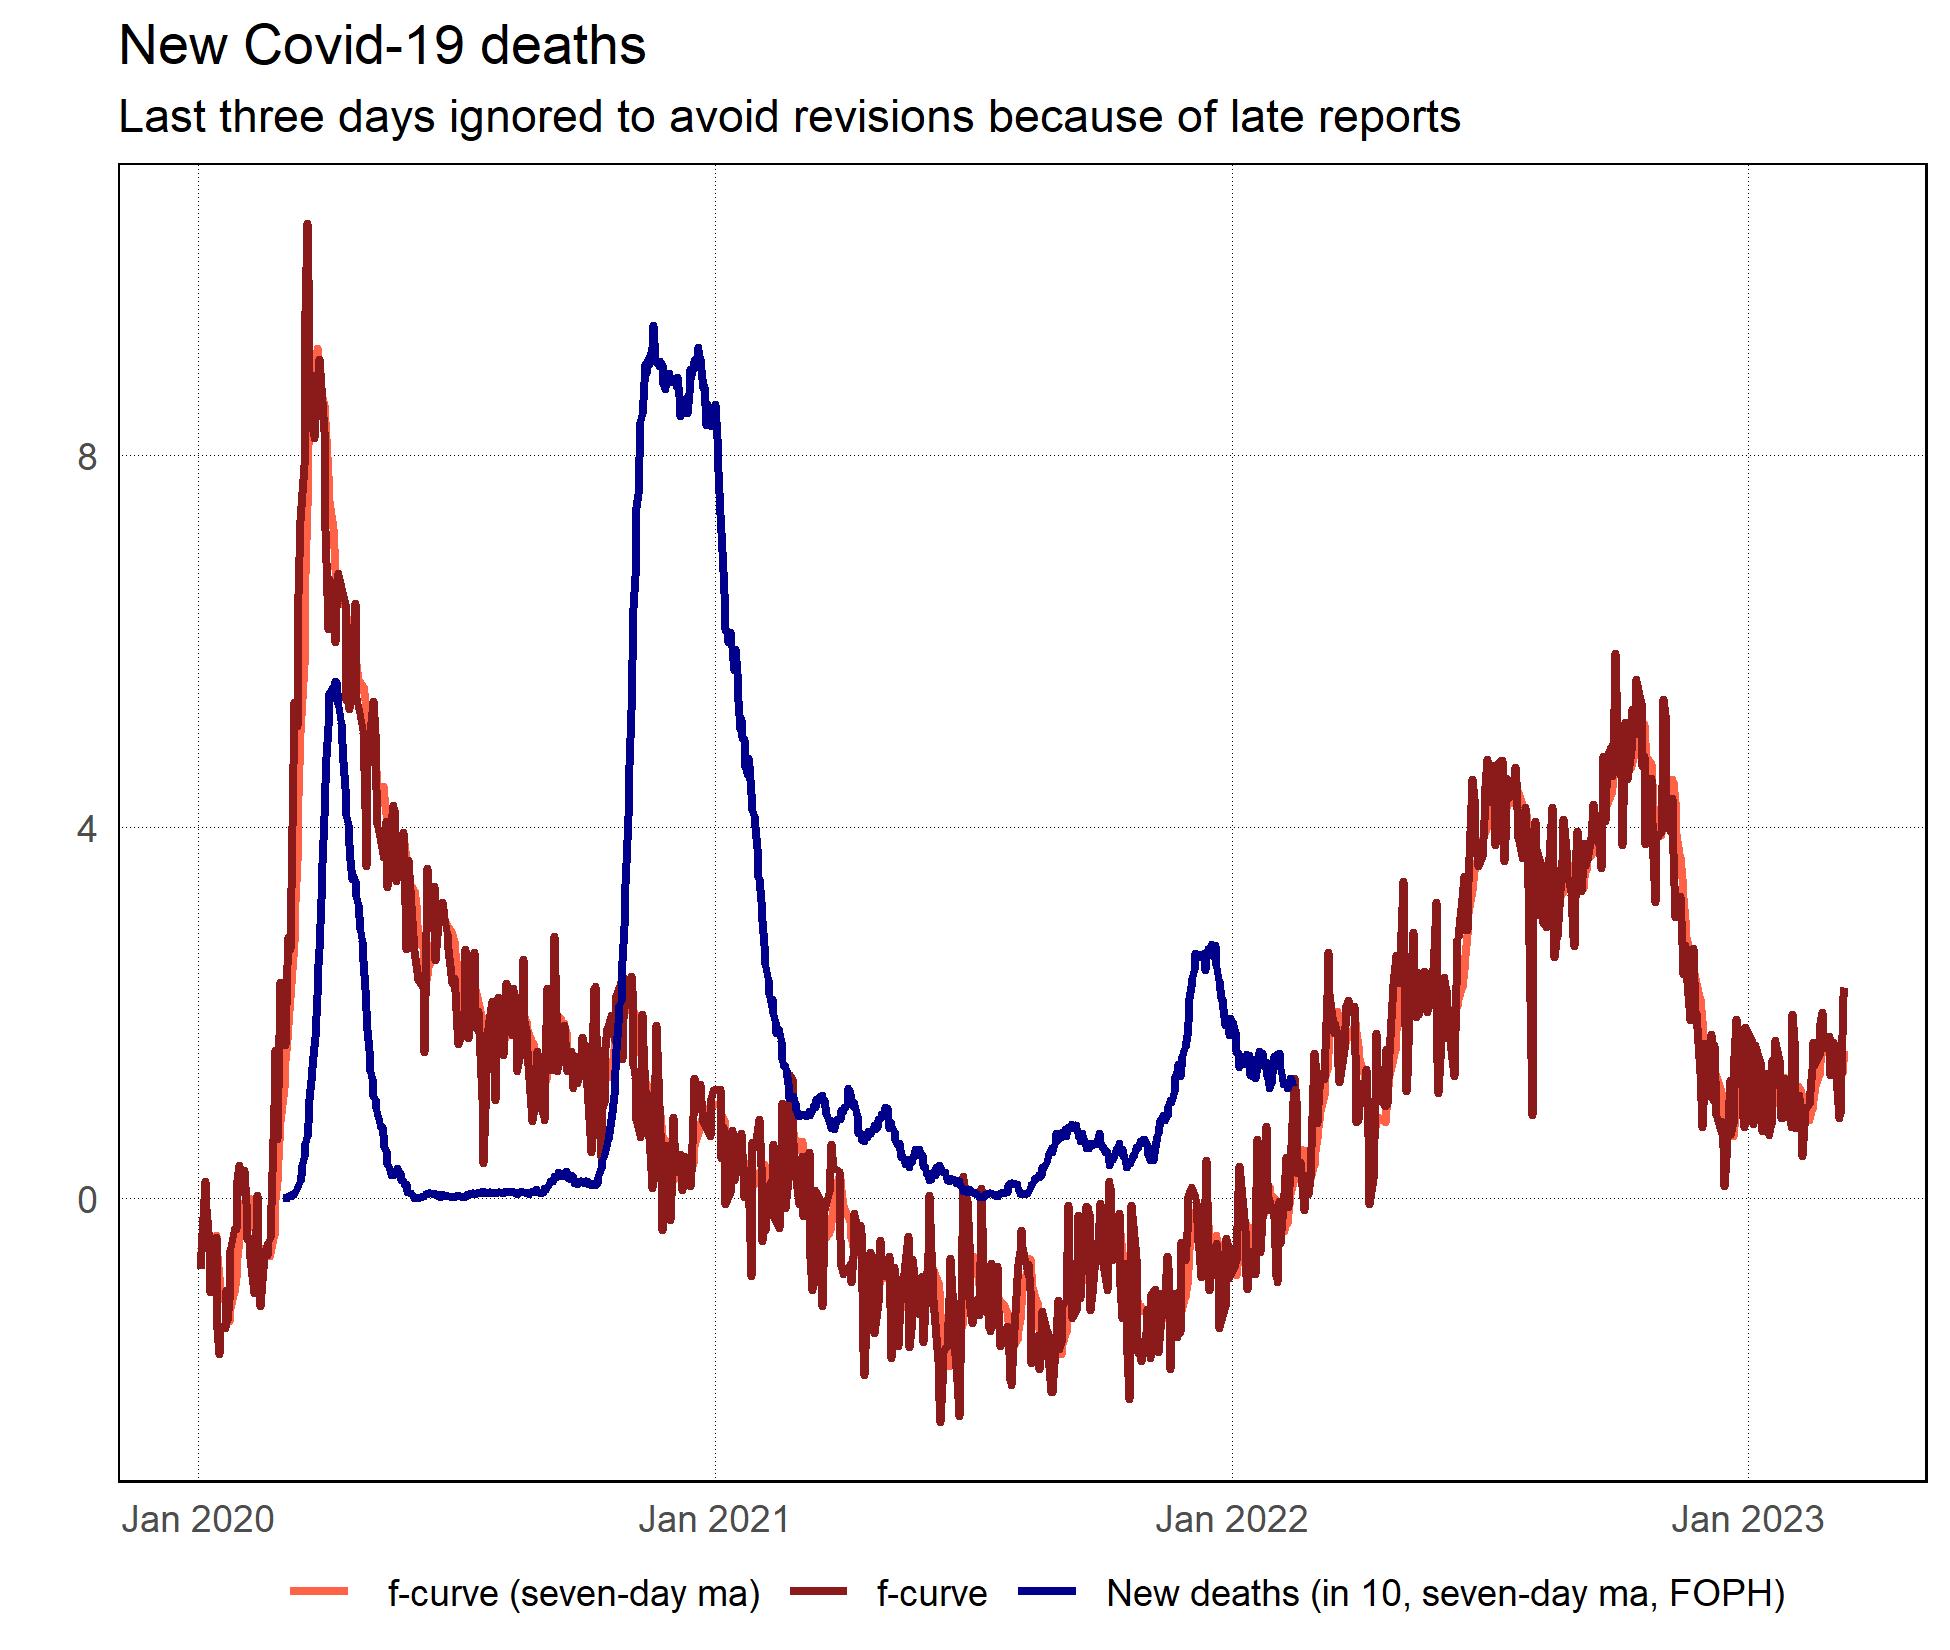 New Covid-19 deaths
Last three days ignored to avoid revisions because of late reports
8
4
0
Jan 2020 Jan 2021 Jan 2022 Jan 2023
f-curve (seven-day ma) f-curve New deaths (in 10, seven-day ma, FOPH)